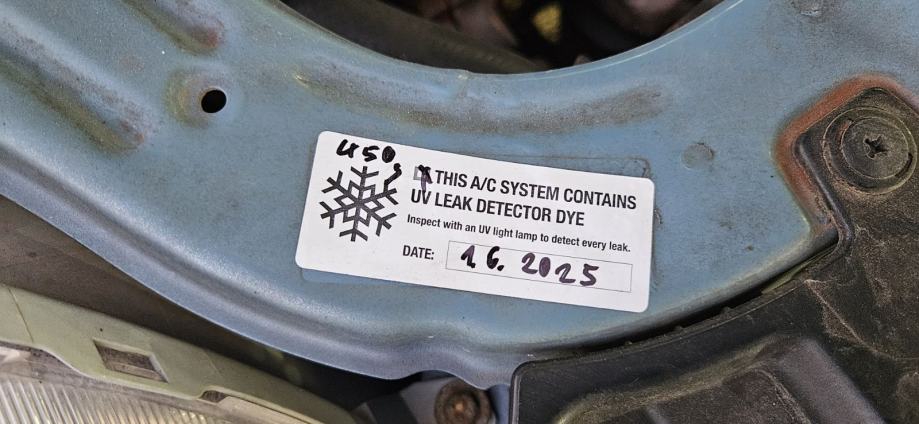 450g
THIS A/C SYSTEM CONTAINS
UV LEAK DETECTOR DYE
Inspect with an UV light lamp to detect every leak.
DATE: 1 6. 2025